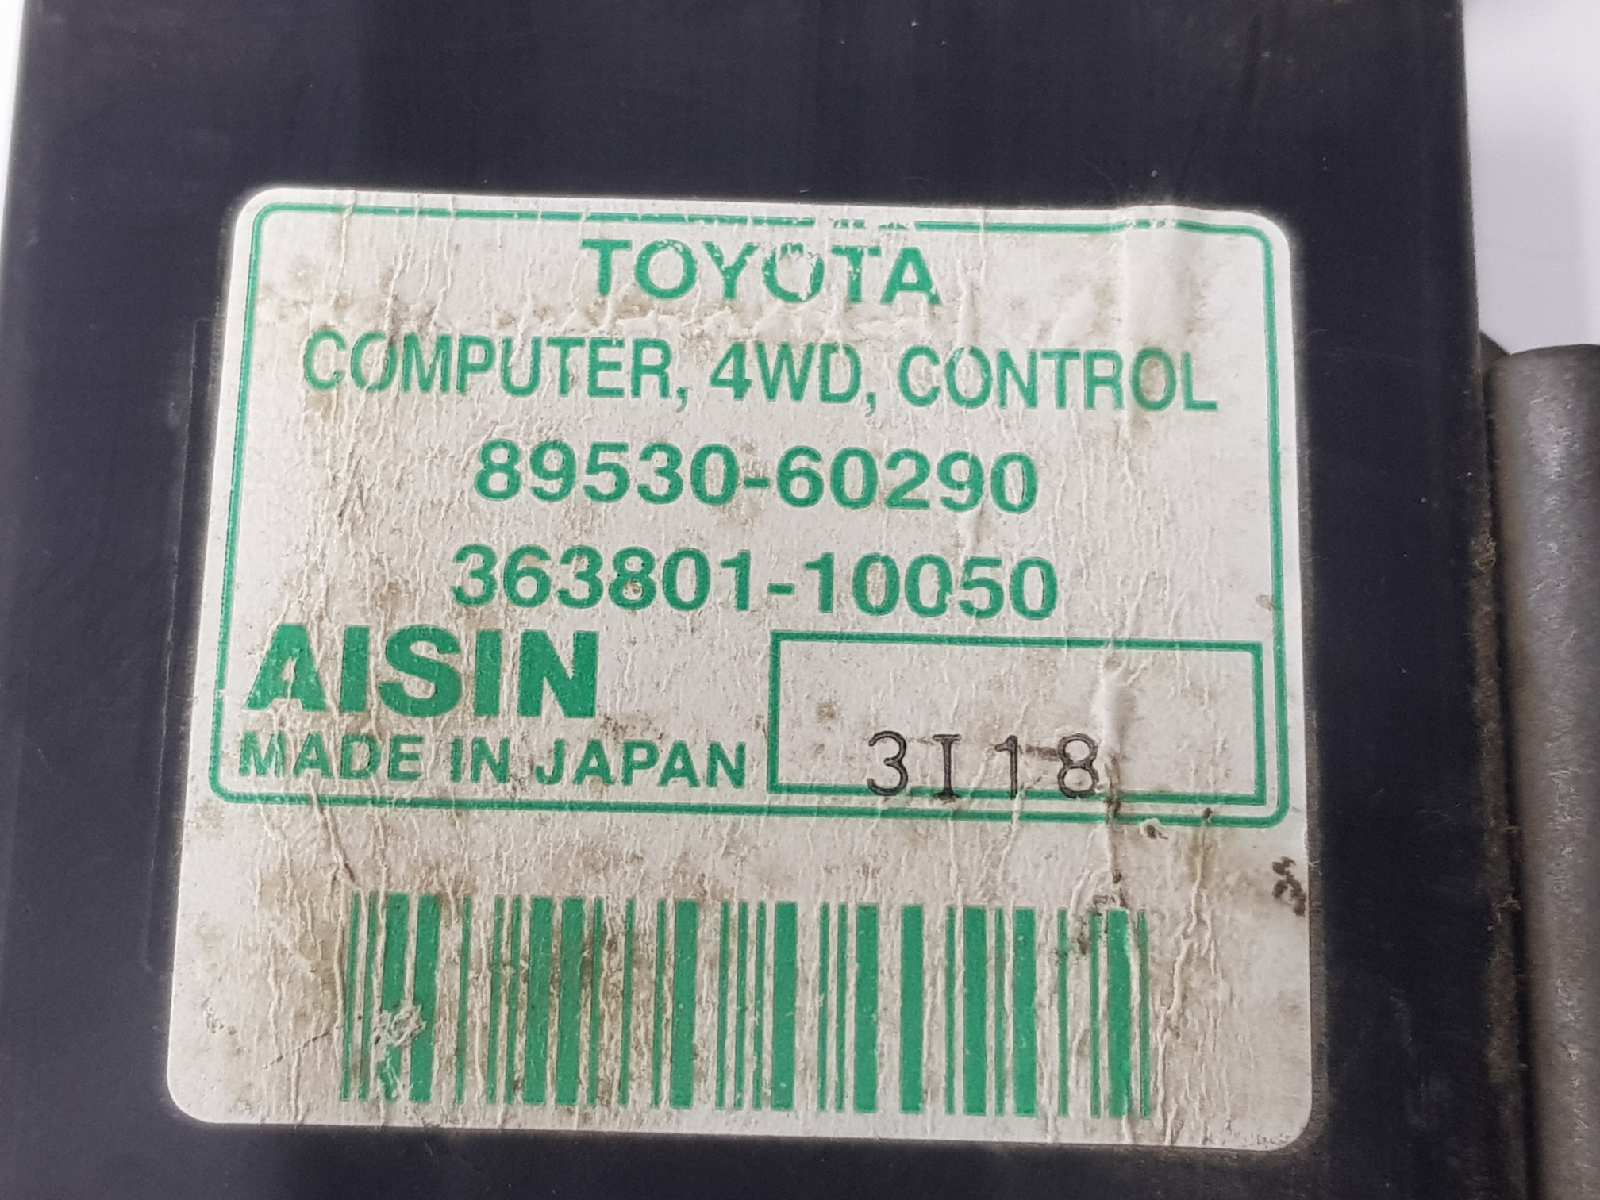 TOYOTA
COMPUTER, 4WD, CONTROL
89530-60290
363801-10050
AISIN
MADE IN JAPAN
3I18